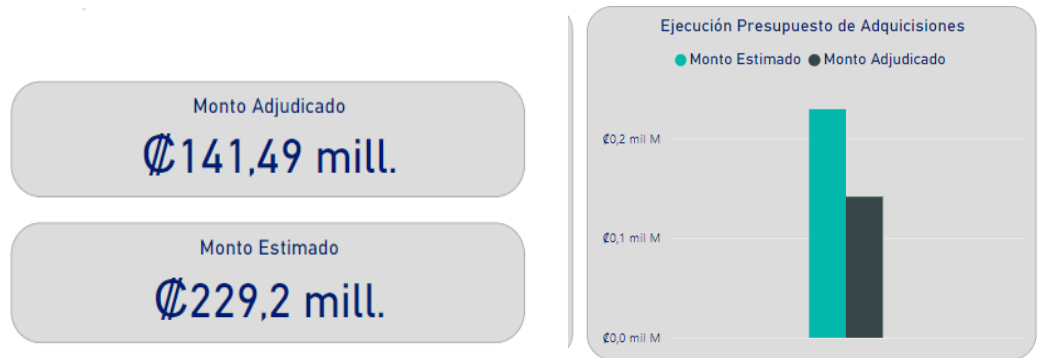 Monto Adjudicado
₡141,49 mill.
Monto Estimado
₡229,2 mill.
Ejecución Presupuesto de Adquicisiones
Monto Estimado Monto Adjudicado
₡0,2 mil M
₡0,1 mil M
₡0,0 mil M